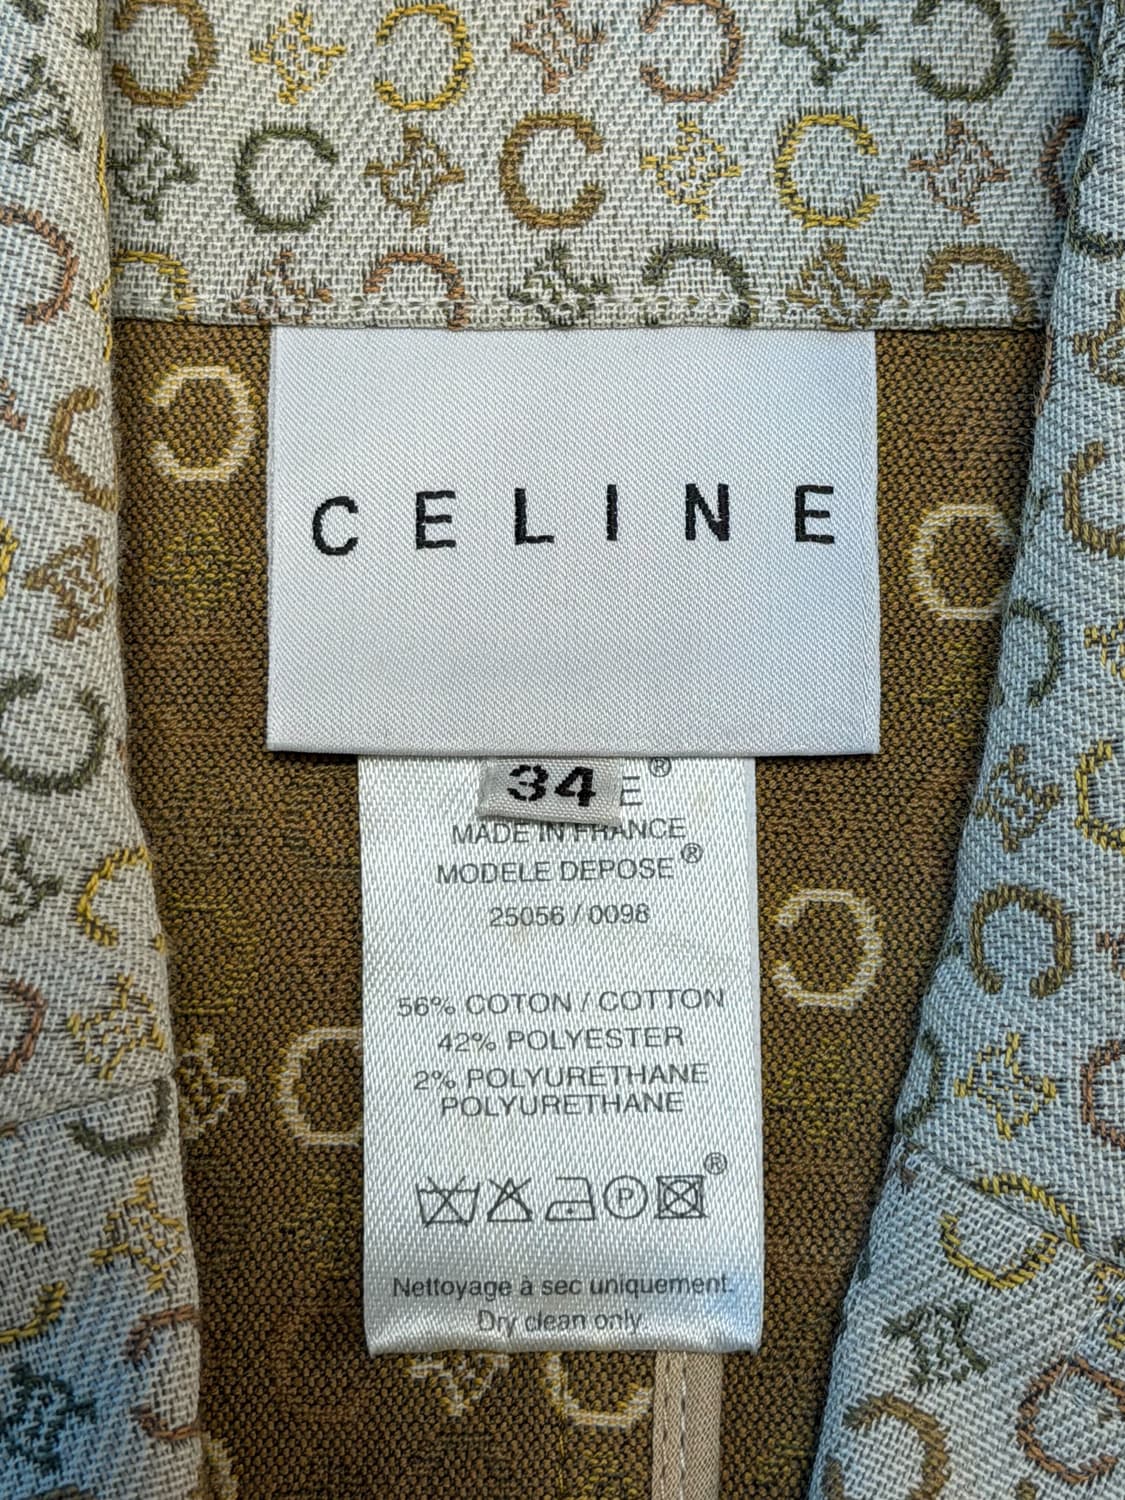 CELINE
34
E®
MADE IN FRANCE
MODELE DEPOSE®
25056 / 0098
56% COTON / COTTON
42% POLYESTER
2% POLYURÉTHANE
POLYURETHANE
P
®
Nettoyage à sec uniquement.
Dry clean only.